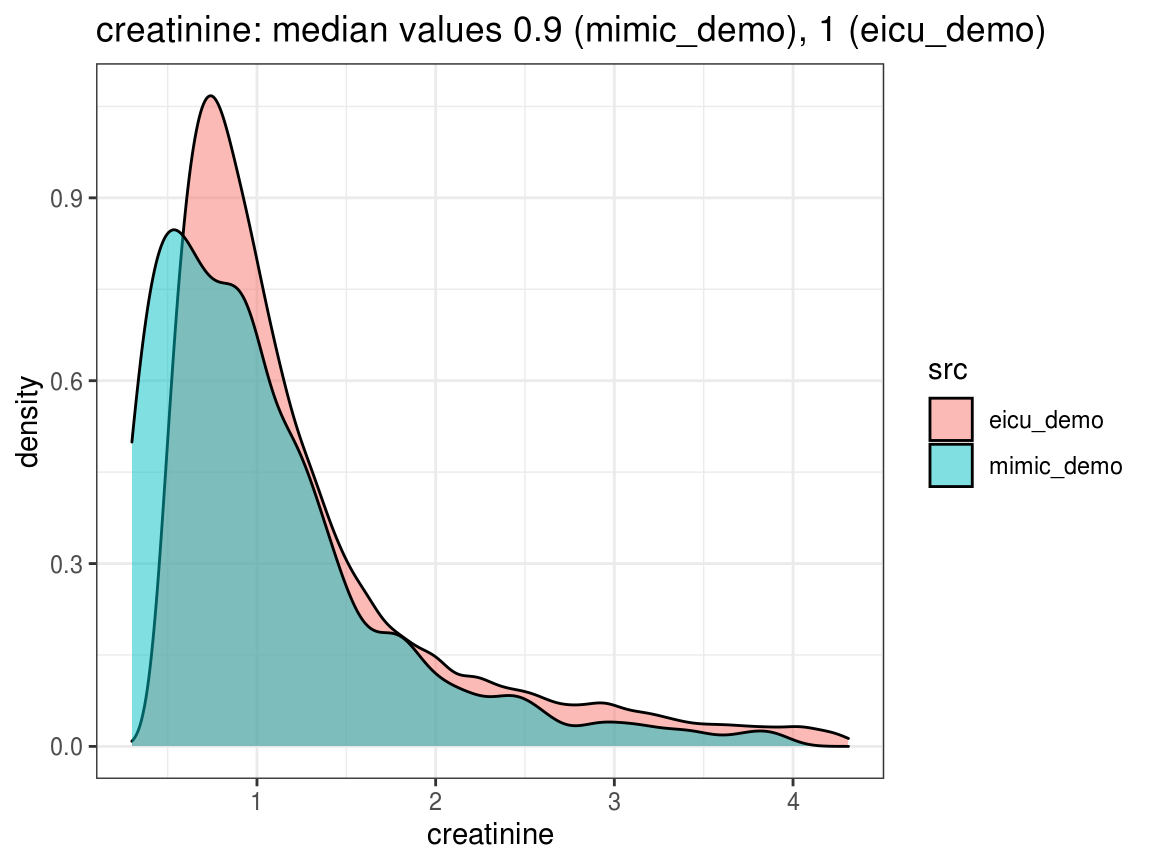 creatinine: median values 0.9 (mimic_demo), 1 (eicu_demo)
density
0.9
0.6
0.3
0.0
1 2 3 4
creatinine
src
eicu_demo
mimic_demo